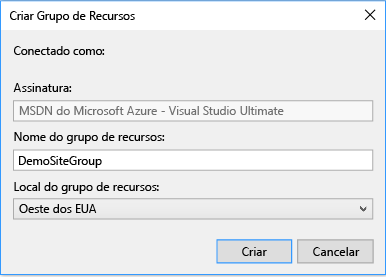 Criar Grupo de Recursos
Conectado como:
Assinatura:
MSDN do Microsoft Azure - Visual Studio Ultimate
Nome do grupo de recursos:
DemoSiteGroup
Local do grupo de recursos:
Oeste dos EUA
Criar
Cancelar